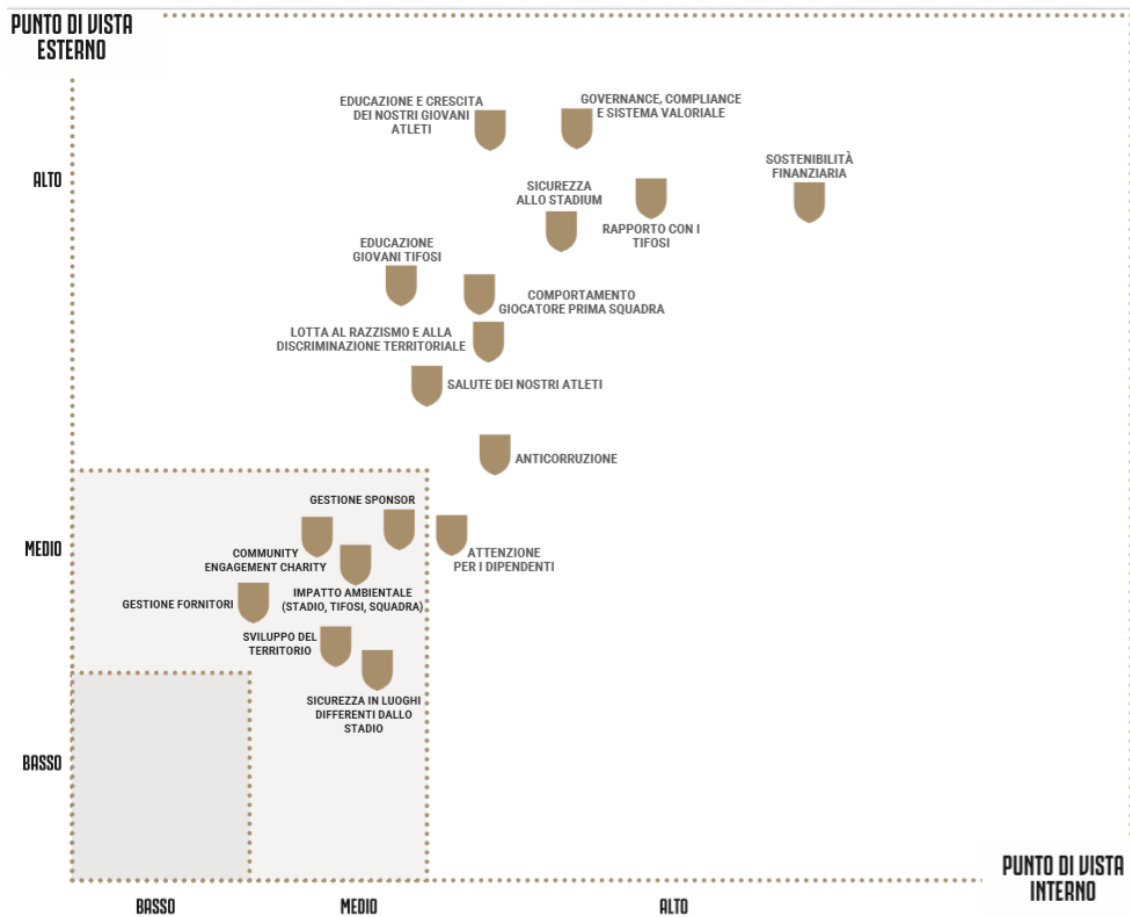 PUNTO DI VISTA
ESTERNO
EDUCAZIONE E CRESCITA
DEI NOSTRI GIOVANI
ATLETI
GOVERNANCE, COMPLIANCE
E SISTEMA VALORIALE
SOSTENIBILITÀ
FINANZIARIA
ALTO
SICUREZZA
ALLO STADIUM
RAPPORTO CON I
TIFOSI
EDUCAZIONE
GIOVANI TIFOSI
COMPORTAMENTO
GIOCATORE PRIMA SQUADRA
LOTTA AL RAZZISMO E ALLA
DISCRIMINAZIONE TERRITORIALE
SALUTE DEI NOSTRI ATLETI
ANTICORRUZIONE
GESTIONE SPONSOR
MEDIO
COMMUNITY
ENGAGEMENT CHARITY
ATTENZIONE
PER I DIPENDENTI
IMPATTO AMBIENTALE
(STADIO, TIFOSI, SQUADRA)
GESTIONE FORNITORI
SVILUPPO DEL
TERRITORIO
SICUREZZA IN LUOGHI
DIFFERENTI DALLO
STADIO
BASSO
PUNTO DI VISTA
INTERNO
BASSO
MEDIO
ALTO